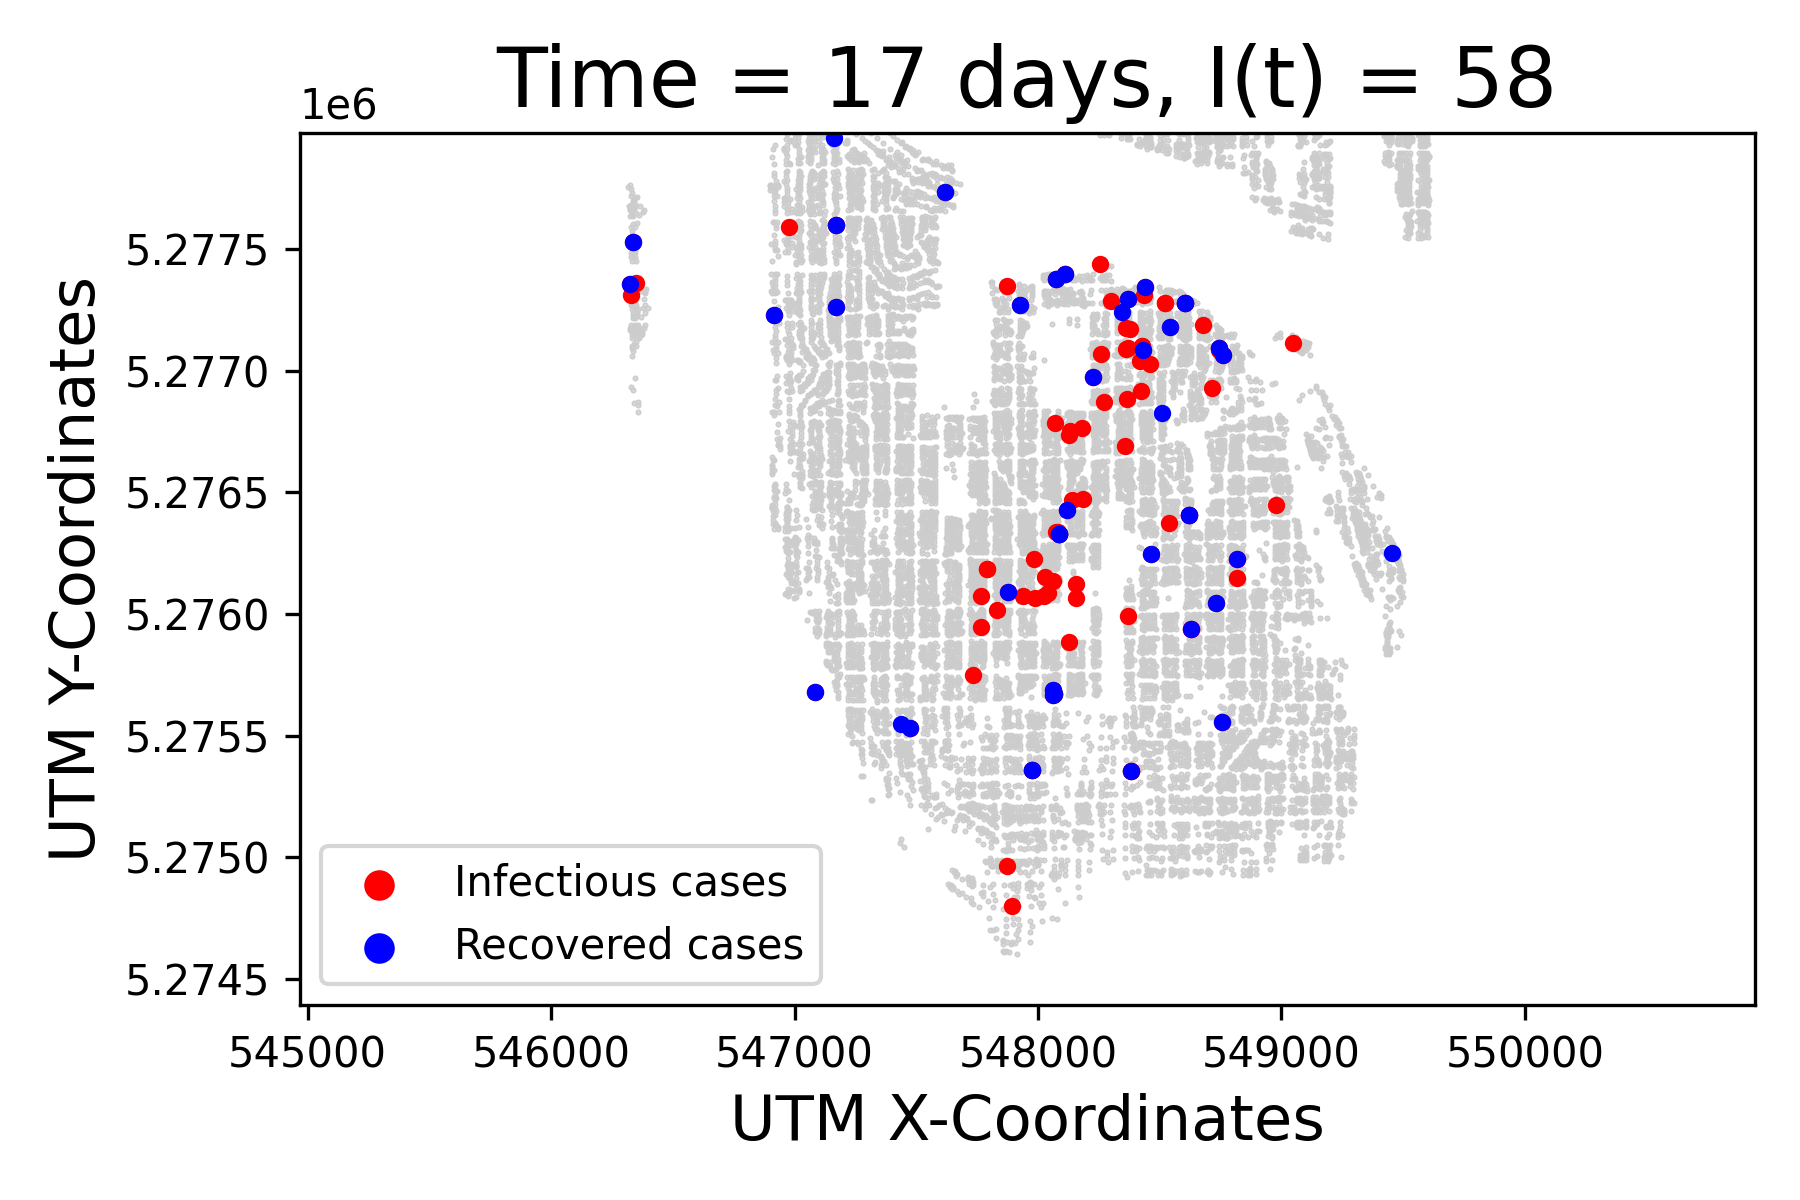 Time = 17 days, I(t) = 58
1e6
5.2775
5.2770
5.2765
5.2760
5.2755
5.2750
5.2745
UTM Y-Coordinates
Infectious cases
Recovered cases
545000 546000 547000 548000 549000 550000
UTM X-Coordinates